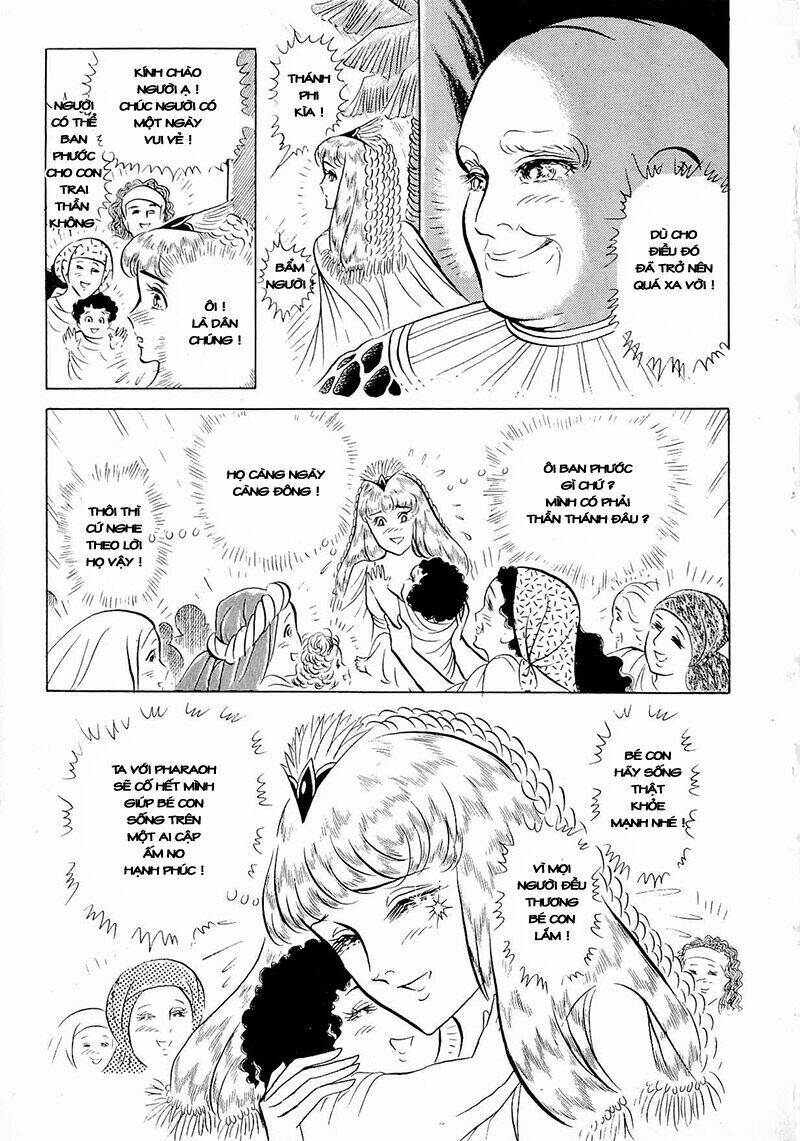 DÙ CHO
ĐIỀU ĐÓ
ĐÃ TRỞ NÊN
QUÁ XA VỜI !
THÁNH
PHI
KÌA !
BẨM
NGƯỜI !
KÍNH CHÀO
NGƯỜI Ạ !
CHÚC NGƯỜI CÓ
MỘT NGÀY
VUI VẺ !
NGƯỜI
CÓ THỂ
BAN
PHƯỚC
CHO CON
TRAI
THẦN KHÔNG
ÔI !
LÀ DÂN
CHÚNG !
ÔI BAN PHƯỚC
GÌ CHỨ ?
MÌNH CÓ PHẢI
THẦN THÁNH ĐÂU ?
HỌ CÀNG NGÀY
CÀNG ĐÔNG !
THÔI THÌ
CỨ NGHE
THEO LỜI
HỌ VẬY !
BÉ CON
HÃY SỐNG
THẬT
KHỎE
MẠNH NHÉ !
VÌ MỌI
NGƯỜI ĐỀU
THƯƠNG
BÉ CON
LẮM !
TA VỚI PHARAOH
SẼ CỐ HẾT MÌNH
GIÚP BÉ CON
SỐNG TRÊN
MỘT AI CẬP
ẤM NO
HẠNH PHÚC !